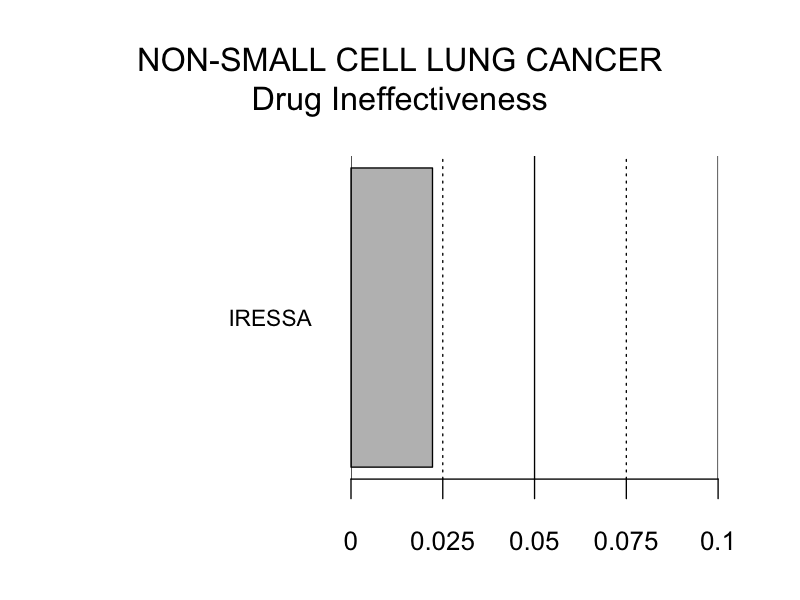 NON-SMALL CELL LUNG CANCER
Drug Ineffectiveness
IRESSA
0 0.025 0.05 0.075 0.1